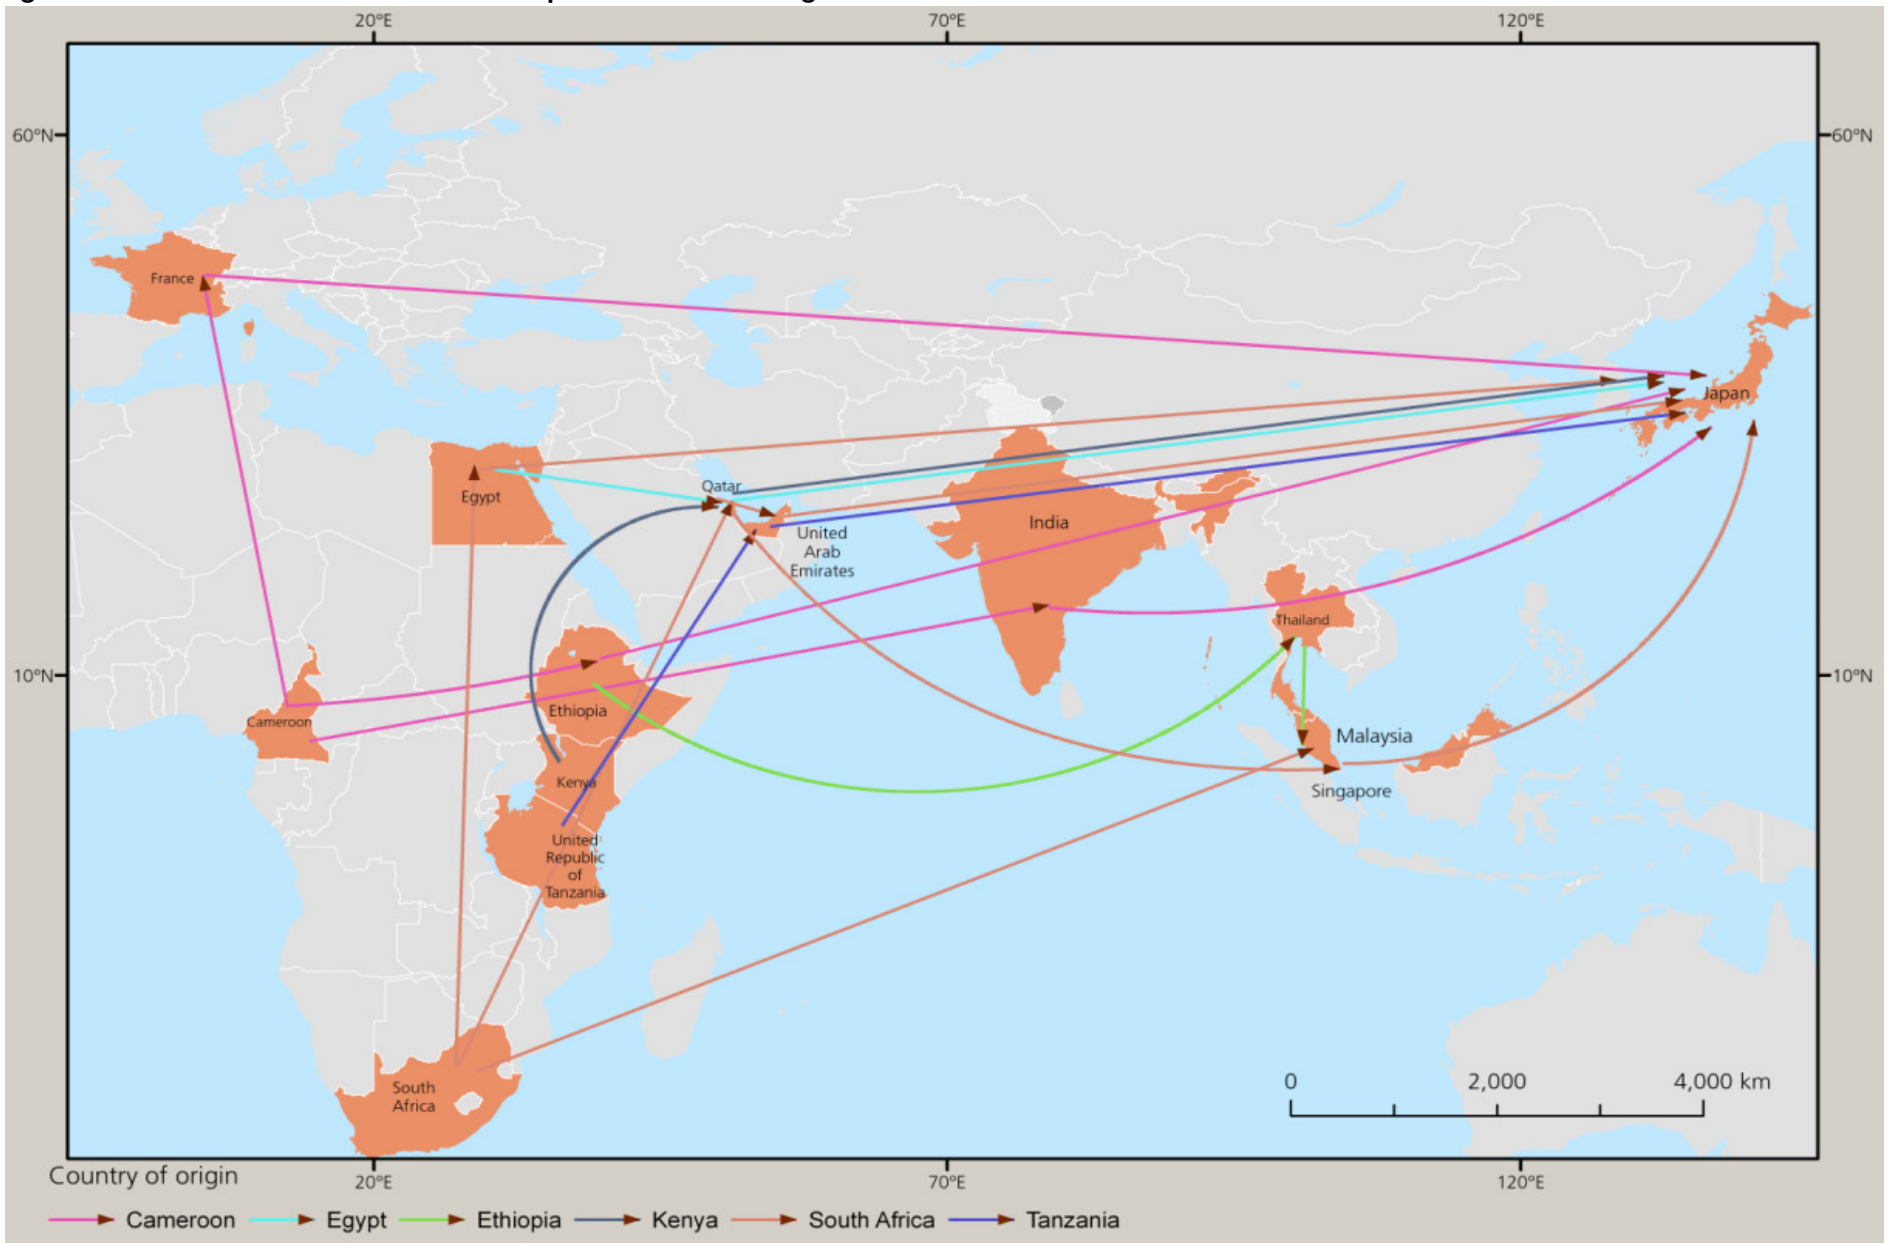 20°E 70°E 120°E
60°N 60°N
France
Japan
Egypt
Qatar
India
United
Arab
Emirates
Thailand
10°N 10°N
Ethiopia
Cameroon
Malaysia
Kenya
Singapore
United
Republic
of
Tanzania
South
Africa
0 2,000 4,000 km
Country of origin
20°E 70°E 120°E
Cameroon Egypt Ethiopia Kenya South Africa Tanzania